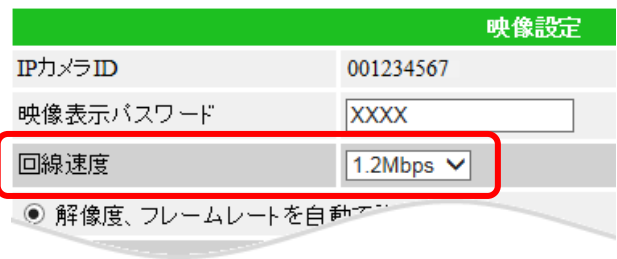 映像設定
IPカメラID 001234567
映像表示パスワード XXXX
回線速度 1.2Mbps
解像度、フレームレートを自動で